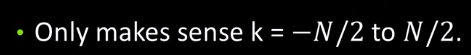 • Only makes sense k = −N/2 to N/2.